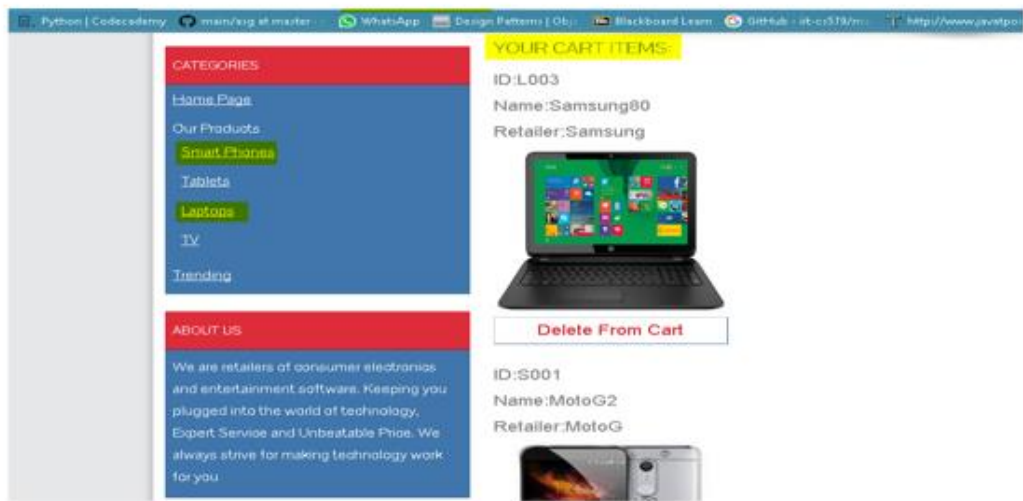 Python | Codecademy
WhatsApp
Design Patterns | Obj
Blackboard Learn
CATEGORIES
Home Page
Our Products
Smart Phones
Tablets
Laptops
TV
Trending
ABOUT US
We are retailers of consumer electronics
and entertainment software. Keeping you
plugged into the world of technology,
Expert Service and Unbeatable Price. We
always strive for making technology work
for you
YOUR CART ITEMS:
ID:L003
Name:Samsung80
Retailer:Samsung
Delete From Cart
ID:S001
Name:MotoG2
Retailer:MotoG